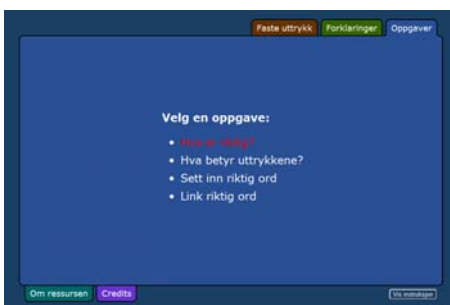 Faste uttrykk Forklaringer Oppgaver
Velg en oppgave:
• Hva er riktig?
• Hva betyr uttrykkene?
• Sett inn riktig ord
• Link riktig ord
Om ressursen Credits